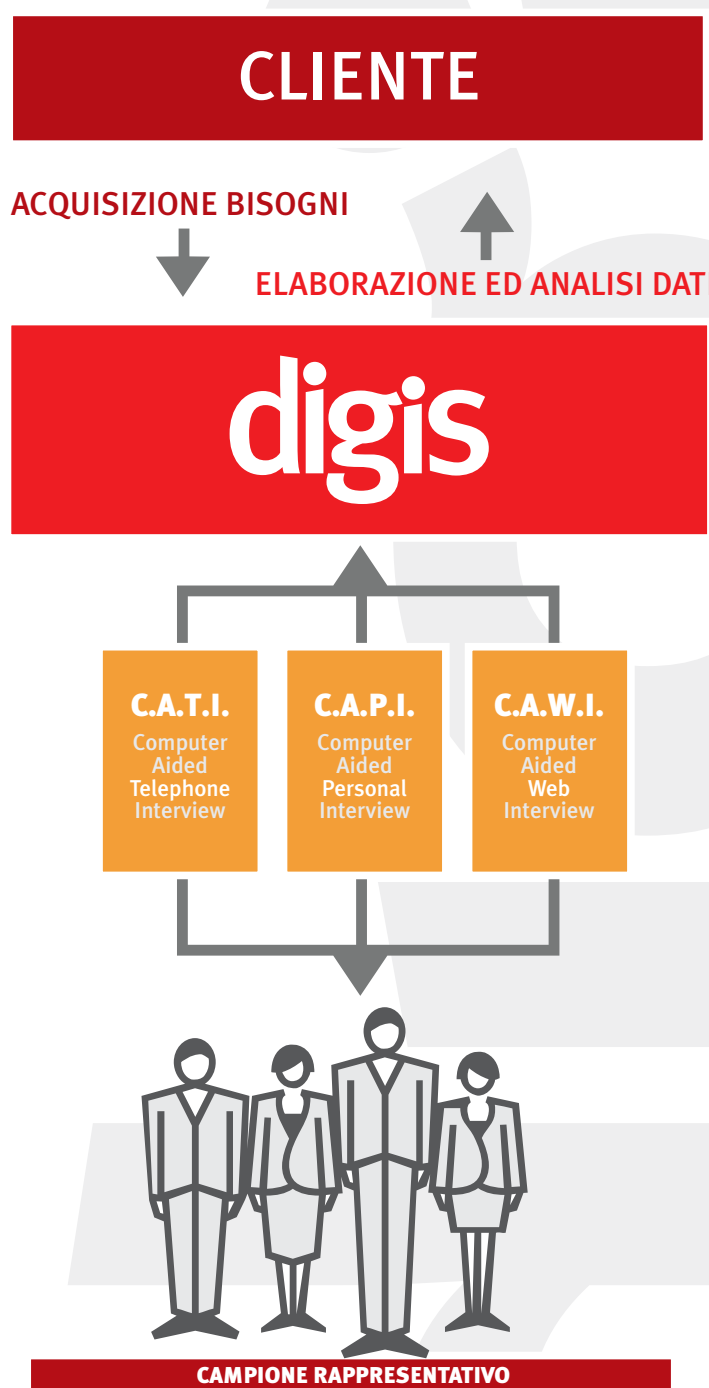 CLIENTE
ACQUISIZIONE BISOGNI
ELABORAZIONE ED ANALISI DATI
digis
C.A.T.I.
Computer
Aided
Telephone
Interview
C.A.P.I.
Computer
Aided
Personal
Interview
C.A.W.I.
Computer
Aided
Web
Interview
CAMPIONE RAPPRESENTATIVO